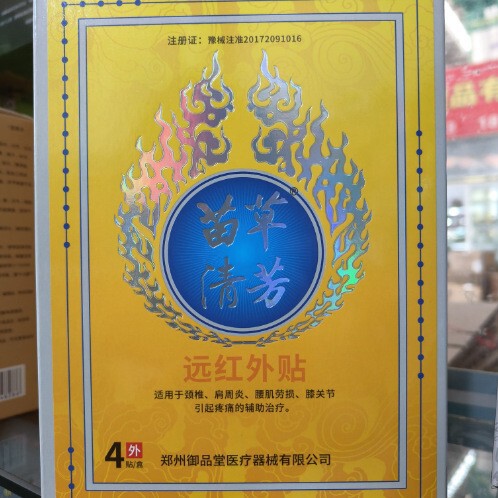 注册证：豫械注准20172091016
苗草
清芳
®
远红外贴
适用于颈椎、肩周炎、腰肌劳损、膝关节
引起疼痛的辅助治疗。
4贴/盒
外
郑州御品堂医疗器械有限公司
品有